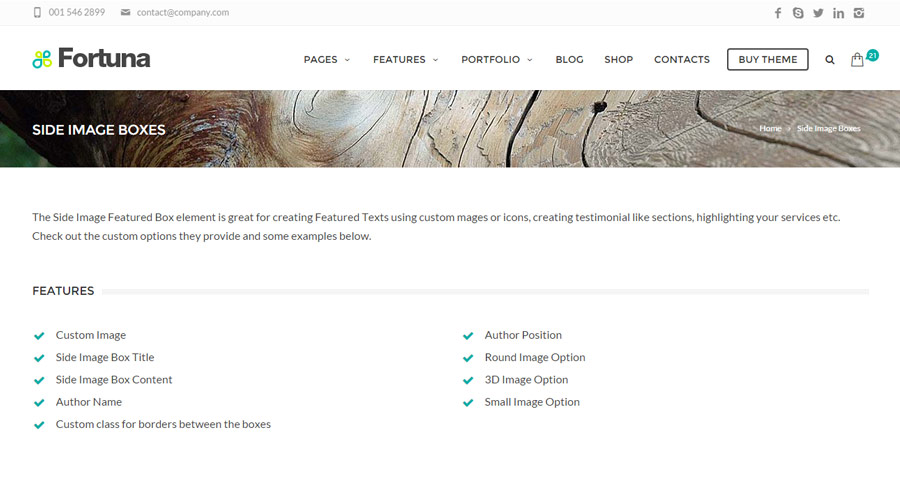 001 546 2899 contact@company.com
Fortuna PAGES FEATURES PORTFOLIO BLOG SHOP CONTACTS BUY THEME 21
SIDE IMAGE BOXES Home › Side Image Boxes
The Side Image Featured Box element is great for creating Featured Texts using custom mages or icons, creating testimonial like sections, highlighting your services etc.
Check out the custom options they provide and some examples below.
FEATURES
Custom Image
Side Image Box Title
Side Image Box Content
Author Name
Custom class for borders between the boxes
Author Position
Round Image Option
3D Image Option
Small Image Option